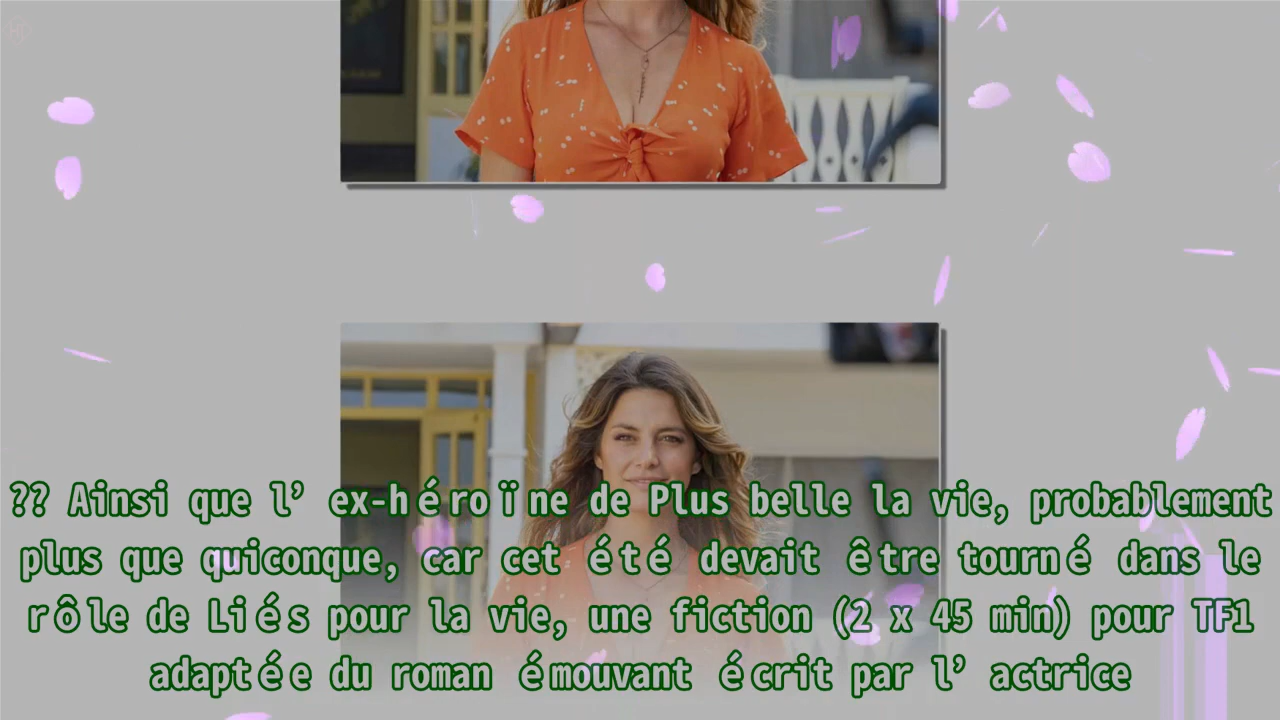 ?? Ainsi que l’ ex-héroïne de Plus belle la vie, probablement
plus que quiconque, car cet été devait être tourné dans le
rôle de Liés pour la vie, une fiction (2 x 45 min) pour TF1
adaptée du roman émouvant écrit par l’ actrice